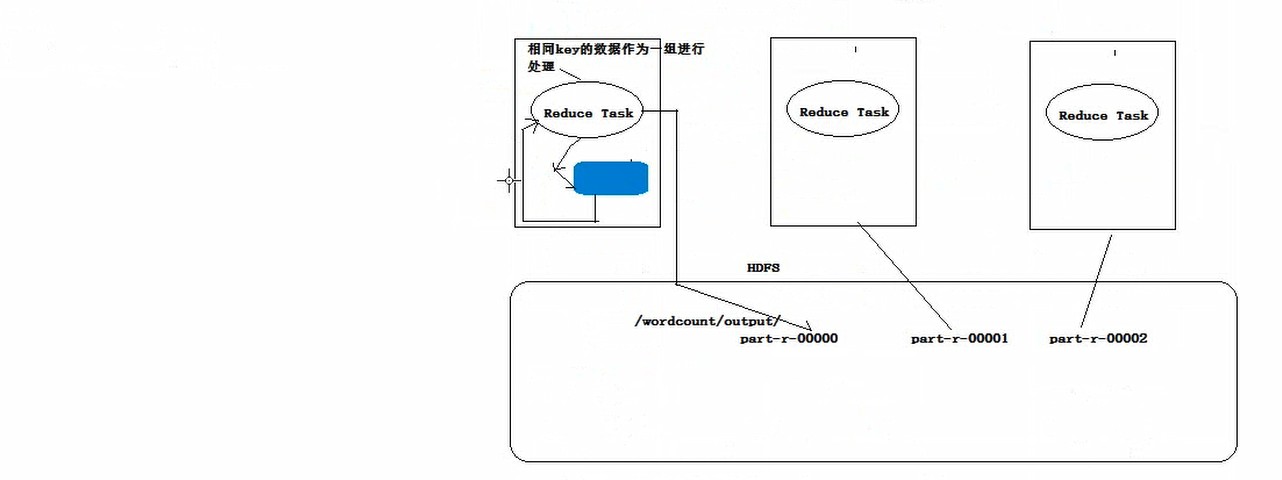 相同key的数据作为一组进行
处理
Reduce Task
Reduce Task
Reduce Task
HDFS
/wordcount/output/
part-r-00000
part-r-00001
part-r-00002